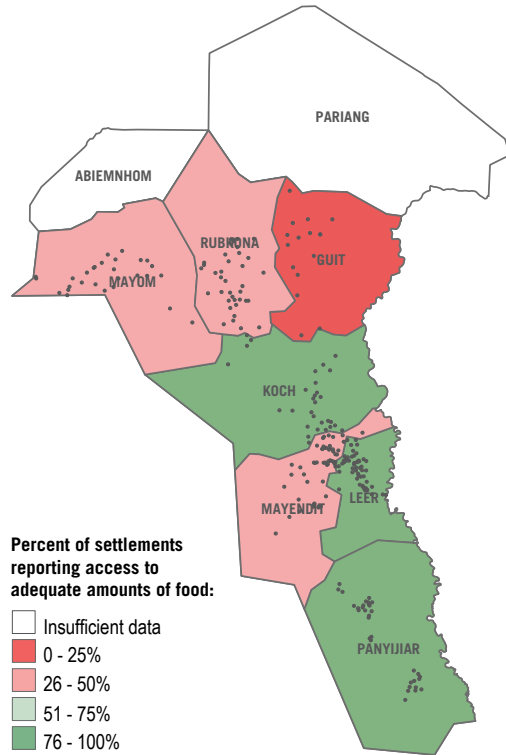 PARIANG
ABIEMNHOM
RUBKONA
GUIT
MAYOM
KOCH
MAYENDIT
LEER
PANYIJIAR
Percent of settlements
reporting access to
adequate amounts of food:
Insufficient data
0 - 25%
26 - 50%
51 - 75%
76 - 100%